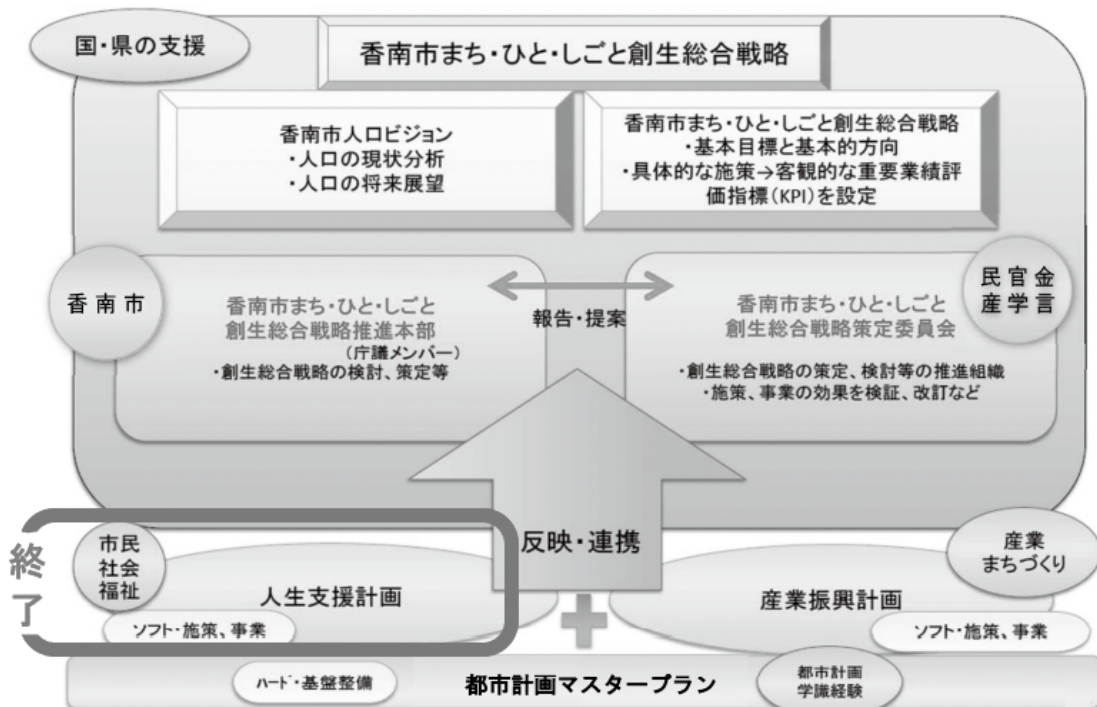 国・県の支援
香南市まち・ひと・しごと創生総合戦略
香南市人口ビジョン
・人口の現状分析
・人口の将来展望
香南市まち・ひと・しごと創生総合戦略
・基本目標と基本的方向
・具体的な施策→客観的な重要業績評
価指標(KPI)を設定
香南市
香南市まち・ひと・しごと
創生総合戦略推進本部
(庁議メンバー)
・創生総合戦略の検討、策定等
報告・提案
民官金
産学言
香南市まち・ひと・しごと
創生総合戦略策定委員会
・創生総合戦略の策定、検討等の推進組織
・施策、事業の効果を検証、改訂など
反映・連携
終
了
市民
社会
福祉
人生支援計画
ソフト・施策、事業
産業
まちづくり
産業振興計画
ソフト・施策、事業
ハード・基盤整備
都市計画マスタープラン
都市計画
学識経験